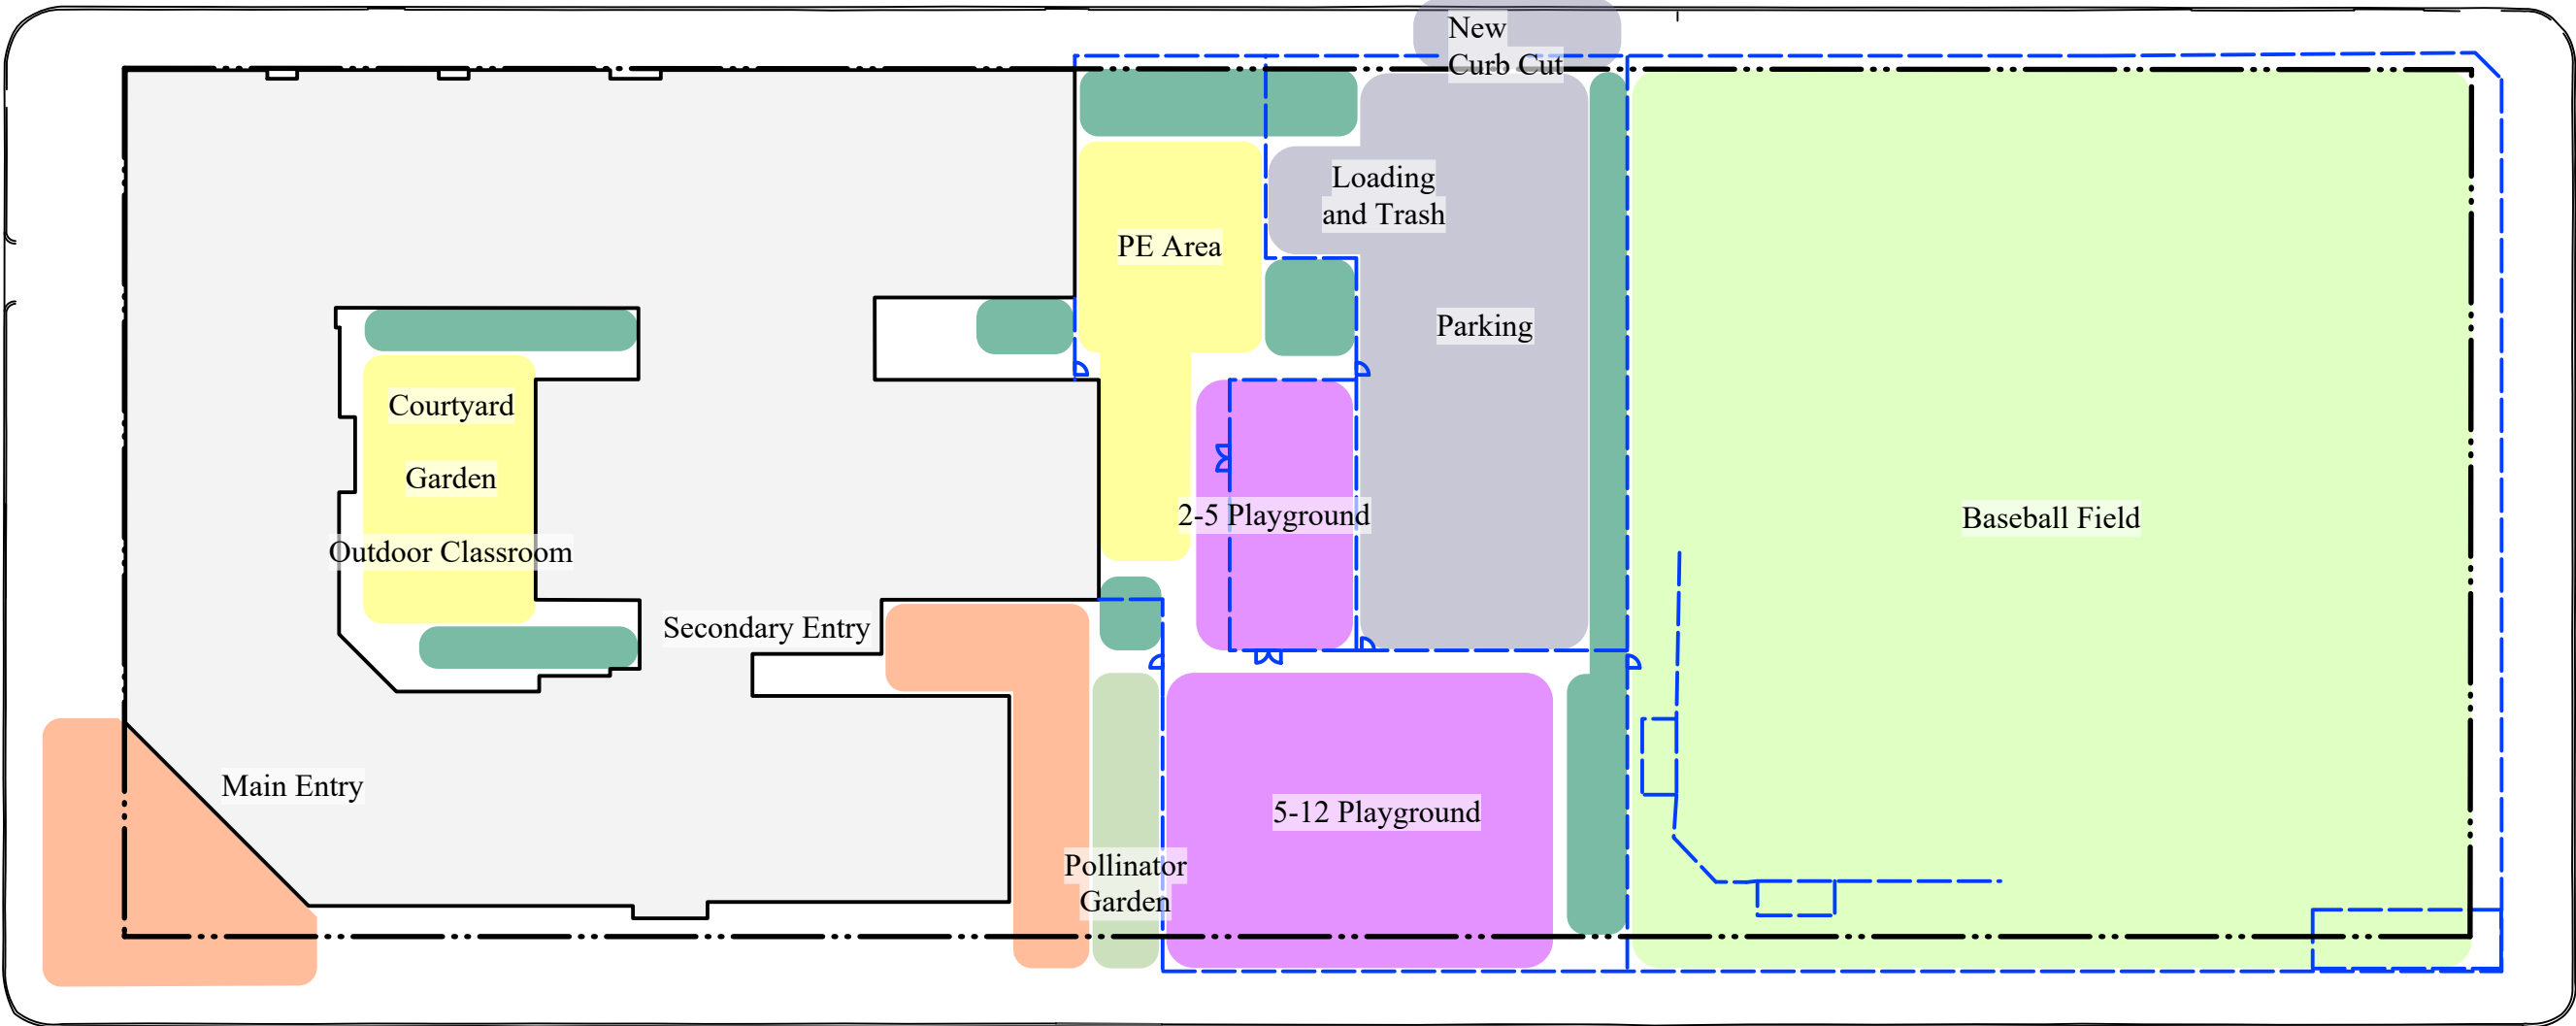 New
Curb Cut
Loading
and Trash
PE Area
Parking
Courtyard
Garden
Outdoor Classroom
2-5 Playground
Baseball Field
Secondary Entry
Main Entry
5-12 Playground
Pollinator
Garden